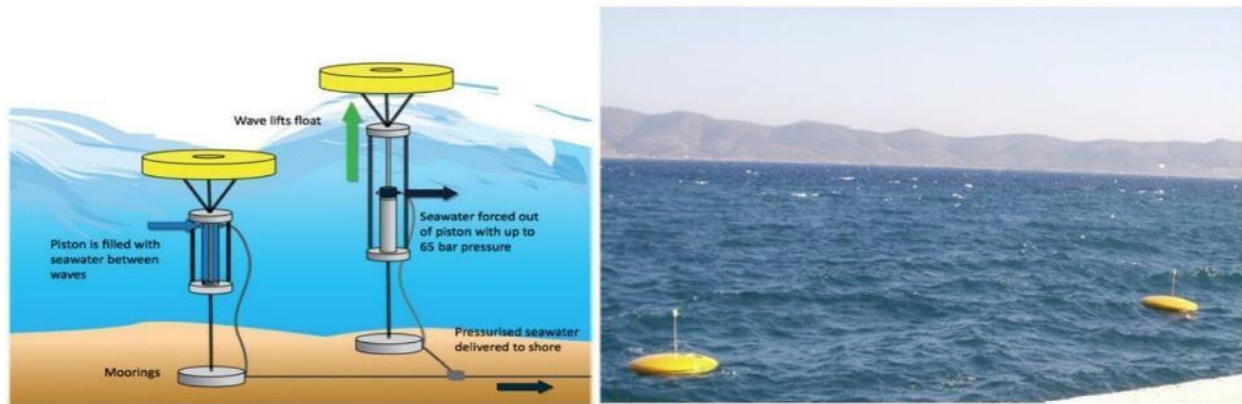 Wave lifts float
Piston is filled with
seawater between
waves
Seawater forced out
of piston with up to
65 bar pressure
Pressurised seawater
delivered to shore
Moorings